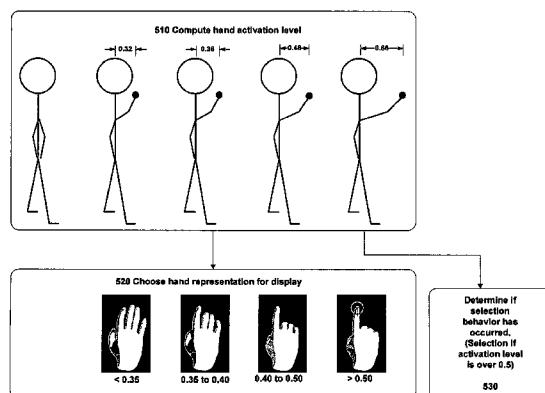 510 Compute hand activation level
0.32
0.36
0.48
0.56
520 Choose hand representation for display
< 0.35
0.35 to 0.40
0.40 to 0.50
> 0.50
Determine if
selection
behavior has
occurred.
(Selection if
activation level
is over 0.5)
530